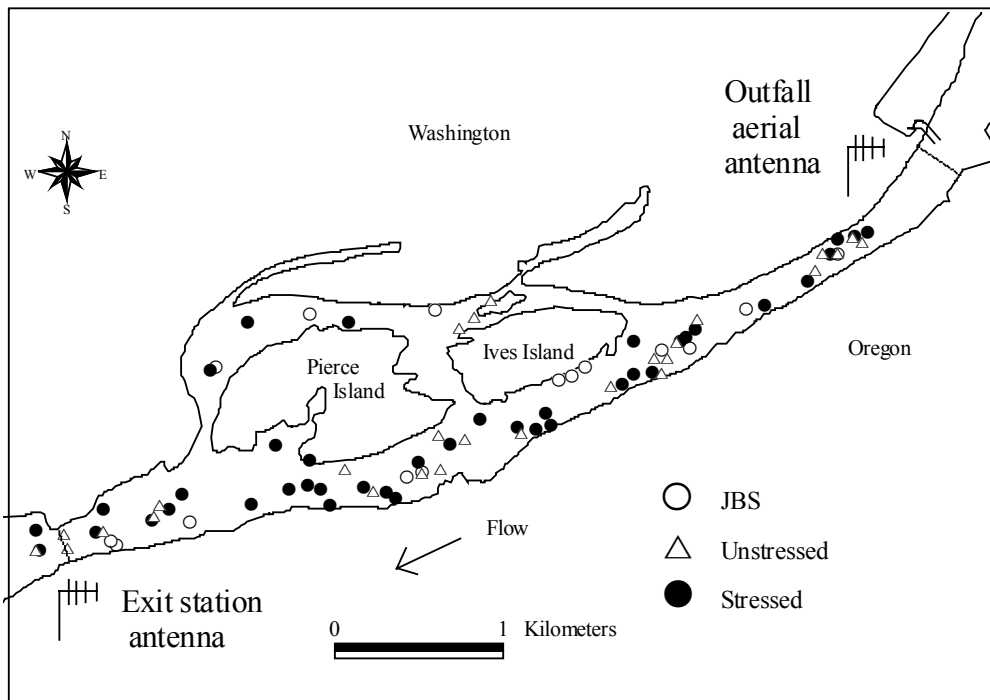 Washington
Outfall
aerial
antenna
N
W
E
S
Pierce
Island
Ives Island
Oregon
JBS
Unstressed
Stressed
Flow
Exit station
antenna
0
1
Kilometers